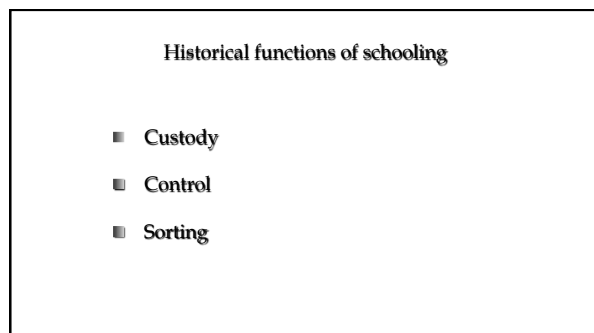 Historical functions of schooling
Custody
Control
Sorting